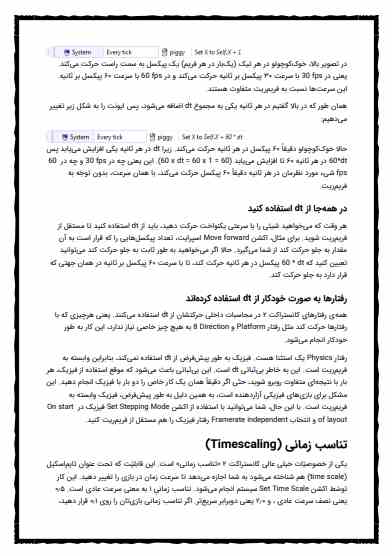 System Every tick piggy Set X to Self.X + 1
در تصویر بالا، خوک‌کوچولو در هر تیک (یک‌بار در هر فریم) یک پیکسل به سمت راست حرکت می‌کند.
یعنی در 30 fps با سرعت ۳۰ پیکسل بر ثانیه حرکت می‌کند و در 60 fps با سرعت ۶۰ پیکسل بر ثانیه.
این سرعت‌ها نسبت به فریم‌ریت متفاوت هستند.
همان طور که در بالا گفتیم در هر ثانیه یکی به مجموع dt اضافه می‌شود، پس ایونت را به شکل زیر تغییر
می‌دهیم:
System Every tick piggy Set X to Self.X + 60 * dt
حالا خوک‌کوچولو دقیقاً ۶۰ پیکسل در هر ثانیه حرکت می‌کند. زیرا dt در هر ثانیه یکی افزایش می‌یابد پس
60*dt در هر ثانیه ۶۰ تا افزایش می‌یابد (60 x dt = 60 x 1 = 60). این یعنی چه در 30 fps و چه در 60
fps شیء مورد نظرمان در هر ثانیه دقیقاً ۶۰ پیکسل حرکت می‌کند، با همان سرعت، بدون توجه به
فریم‌ریت.
در همه‌جا از dt استفاده کنید
هر وقت که می‌خواهید شیئی را با سرعتی یکنواخت حرکت دهید، باید از dt استفاده کنید تا مستقل از
فریم‌ریت شوید. برای مثال، اکشن Move forward اسپرایت، تعداد پیکسل‌هایی را که قرار است به آن
مقدار به جلو حرکت کند از شما می‌گیرد. حالا اگر می‌خواهید به طور ثابت به جلو حرکت کند می‌توانید
تعیین کنید که 60 * dt پیکسل در هر ثانیه حرکت کند، تا با سرعت ۶۰ پیکسل بر ثانیه در همان جهتی که
قرار دارد به جلو حرکت کند.
رفتارها به صورت خودکار از dt استفاده کرده‌اند
همه‌ی رفتارهای کانستراکت ۲ در محاسبات داخلی حرکتشان از dt استفاده می‌کنند. یعنی هرچیزی که با
رفتارها حرکت کند مثل رفتار Platform و 8 Direction به هیچ چیز خاصی نیاز ندارد، این کار به طور
خودکار انجام می‌شود.
رفتار Physics یک استثنا هست. فیزیک به طور پیش‌فرض از dt استفاده نمی‌کند، بنابراین وابسته به
فریم‌ریت است. این به خاطر بی‌ثباتی dt است. این بی‌ثباتی باعث می‌شود که موقع استفاده از فیزیک، هر
بار با نتیجه‌ای متفاوت روبرو شوید، حتی اگر دقیقاً همان یک کار خاص را دو بار با فیزیک انجام دهید. این
مشکل برای بازی‌های فیزیکی آزاردهنده است، به همین دلیل به طور پیش‌فرض، فیزیک وابسته به
فریم‌ریت است. با این حال، شما می‌توانید با استفاده از اکشن Set Stepping Mode فیزیک در On start
of layout و انتخاب Framerate independent رفتار فیزیک را هم مستقل از فریم‌ریت کنید.
تناسب زمانی (Timescaling)
یکی از خصوصیّات خیلی عالی کانستراکت ۲ «تناسب زمانی» است. این قابلیّت که تحت عنوان تایم‌اسکیل
(time scale) هم شناخته می‌شود به شما اجازه می‌دهد تا سرعت زمان در بازی را تغییر دهید. این کار
توسّط اکشن Set Time Scale سیستم انجام می‌شود. تناسب زمانی ۱ به معنی سرعت عادی است. ۰/۵
یعنی نصف سرعت عادی ، و ۲/۰ یعنی دوبرابر سریع‌تر. اگر تناسب زمانی بازی‌تان را روی ۰/۱ قرار دهید،